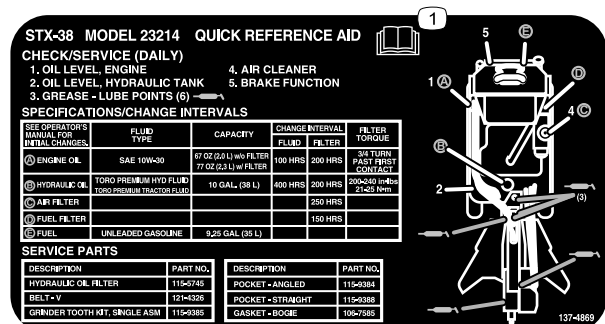 1
STX-38 MODEL 23214 QUICK REFERENCE AID
CHECK/SERVICE (DAILY)
1. OIL LEVEL, ENGINE
2. OIL LEVEL, HYDRAULIC TANK
3. GREASE - LUBE POINTS (6)
4. AIR CLEANER
5. BRAKE FUNCTION
SPECIFICATIONS/CHANGE INTERVALS
SEE OPERATOR'S MANUAL FOR INITIAL CHANGES. FLUID TYPE CAPACITY CHANGE INTERVAL FLUID FILTER FILTER TORQUE
A ENGINE OIL SAE 10W-30 67 OZ (2,0 L) w/o FILTER 77 OZ (2,3 L) w/ FILTER 100 HRS 200 HRS 3/4 TURN PAST FIRST CONTACT
B HYDRAULIC OIL TORO PREMIUM HYD FLUID TORO PREMIUM TRACTOR FLUID 10 GAL. (38 L) 400 HRS 200 HRS 200-240 in-lbs 21-25 N•m
C AIR FILTER 250 HRS
D FUEL FILTER 150 HRS
E FUEL UNLEADED GASOLINE 9,25 GAL (35 L)
SERVICE PARTS
DESCRIPTION PART NO.
HYDRAULIC OIL FILTER 115-5745
BELT - V 121-4326
GRINDER TOOTH KIT, SINGLE ASM 115-9385
DESCRIPTION PART NO.
POCKET - ANGLED 115-9384
POCKET - STRAIGHT 115-9388
GASKET - BOGIE 106-7585
5 E
1 A
D
4 C
B
2
(3)
137-4869